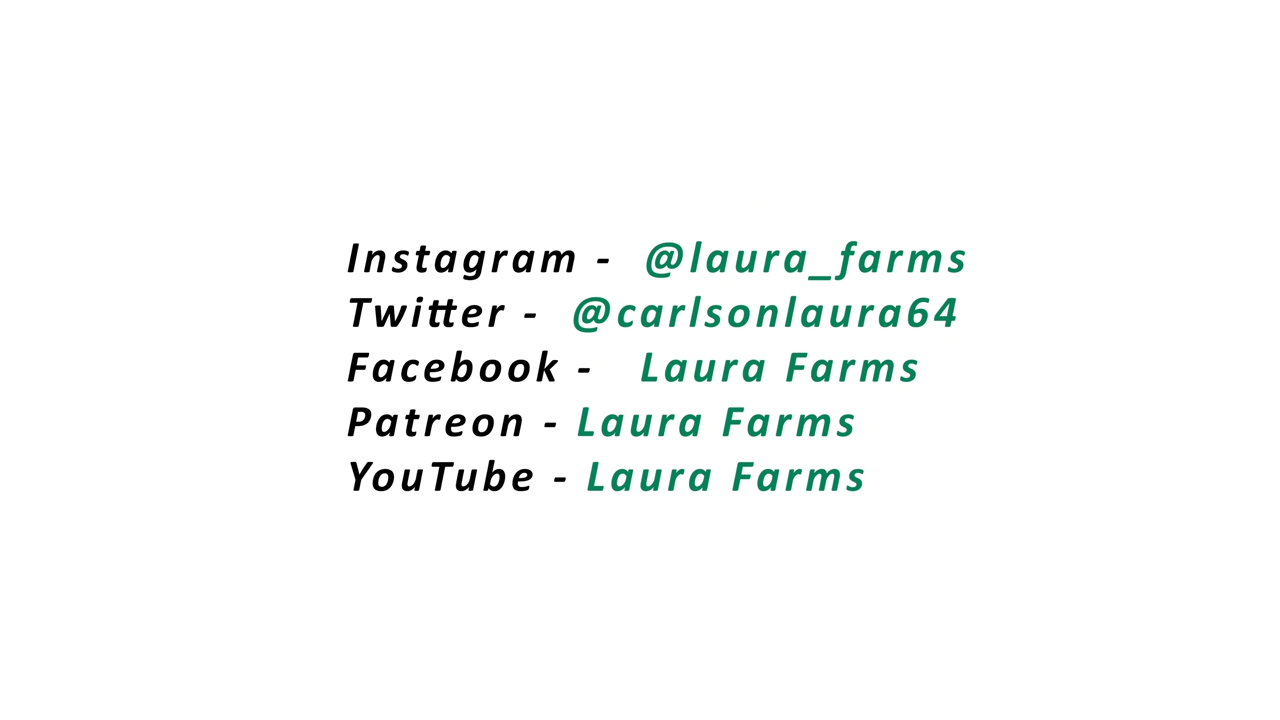 Instagram - @laura_farms
Twitter - @carlsonlaura64
Facebook - Laura Farms
Patreon - Laura Farms
YouTube - Laura Farms